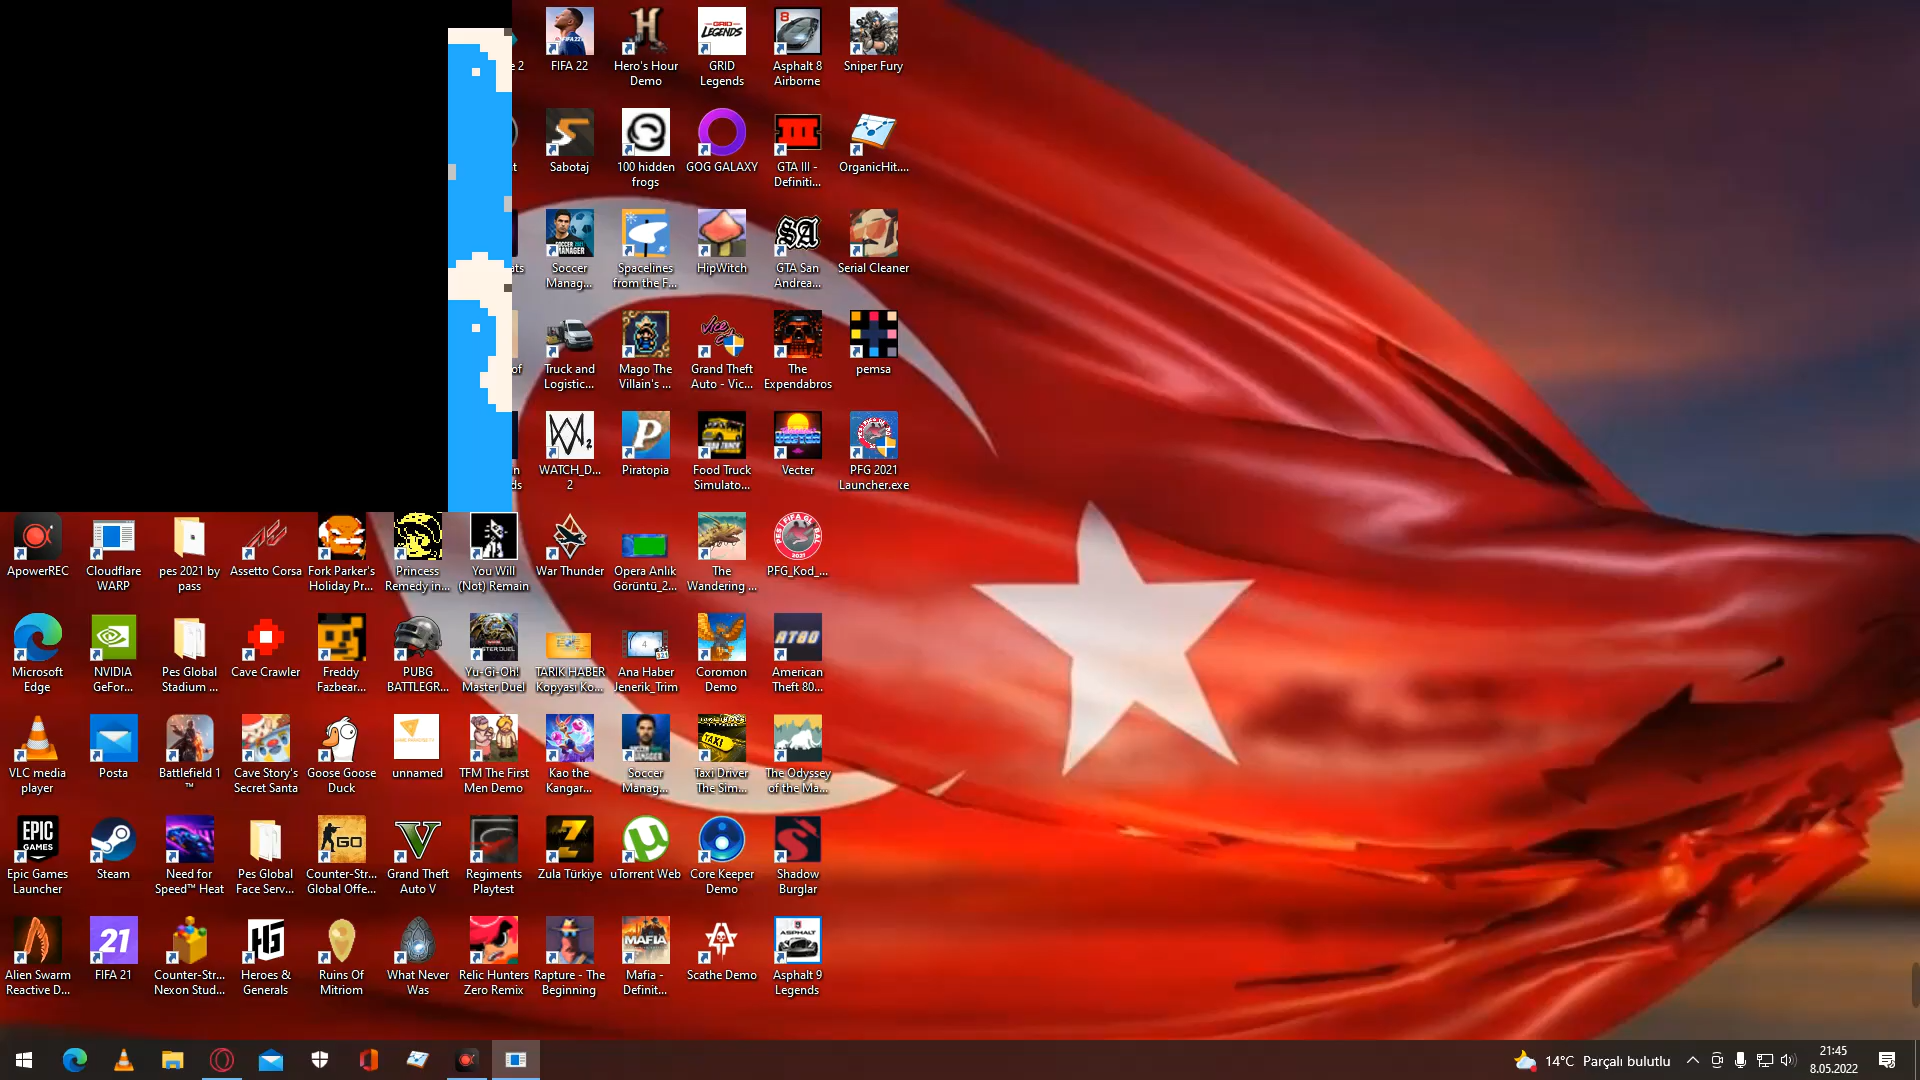 e 2
FIFA 22
Hero's Hour
Demo
GRID
Legends
Asphalt 8
Airborne
Sniper Fury
t
Sabotaj
100 hidden
frogs
GOG GALAXY
GTA III -
Definiti...
OrganicHit....
ats
Soccer
Manag...
Spacelines
from the F...
HipWitch
GTA San
Andrea...
Serial Cleaner
of
Truck and
Logistic...
Mago The
Villain's ...
Grand Theft
Auto - Vic...
The
Expendabros
pemsa
n
ds
WATCH_D...
2
Piratopia
Food Truck
Simulato...
Vecter
PFG 2021
Launcher.exe
ApowerREC
Cloudflare
WARP
pes 2021 by
pass
Assetto Corsa
Fork Parker's
Holiday Pr...
Princess
Remedy in...
You Will
(Not) Remain
War Thunder
Opera Anlık
Görüntü_2...
The
Wandering ...
PFG_Kod_...
Microsoft
Edge
NVIDIA
GeFor...
Pes Global
Stadium ...
Cave Crawler
Freddy
Fazbear...
PUBG
BATTLEGR...
Yu-Gi-Oh!
Master Duel
TARIK HABER
Kopyası Ko...
Ana Haber
Jenerik_Trim
Coromon
Demo
American
Theft 80...
VLC media
player
Posta
Battlefield 1
™
Cave Story's
Secret Santa
Goose Goose
Duck
unnamed
TFM The First
Men Demo
Kao the
Kangar...
Soccer
Manag...
Taxi Driver
The Sim...
The Odyssey
of the Ma...
Epic Games
Launcher
Steam
Need for
Speed™ Heat
Pes Global
Face Serv...
Counter-Str...
Global Offe...
Grand Theft
Auto V
Regiments
Playtest
Zula Türkiye
uTorrent Web
Core Keeper
Demo
Shadow
Burglar
Alien Swarm
Reactive D...
FIFA 21
Counter-Str...
Nexon Stud...
Heroes &
Generals
Ruins Of
Mitriom
What Never
Was
Relic Hunters
Zero Remix
Rapture - The
Beginning
Mafia -
Definit...
Scathe Demo
Asphalt 9
Legends
14°C Parçalı bulutlu
21:45
8.05.2022